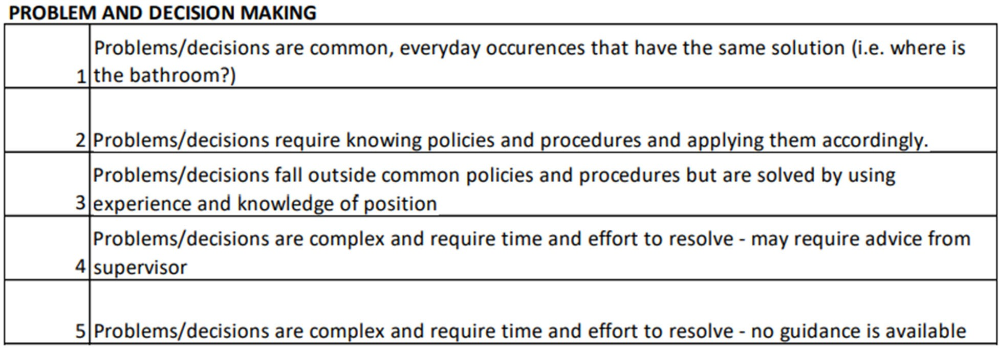 PROBLEM AND DECISION MAKING
Problems/decisions are common, everyday occurences that have the same solution (i.e. where is
1 the bathroom?)
2 Problems/decisions require knowing policies and procedures and applying them accordingly.
Problems/decisions fall outside common policies and procedures but are solved by using
3 experience and knowledge of position
Problems/decisions are complex and require time and effort to resolve - may require advice from
4 supervisor
5 Problems/decisions are complex and require time and effort to resolve - no guidance is available